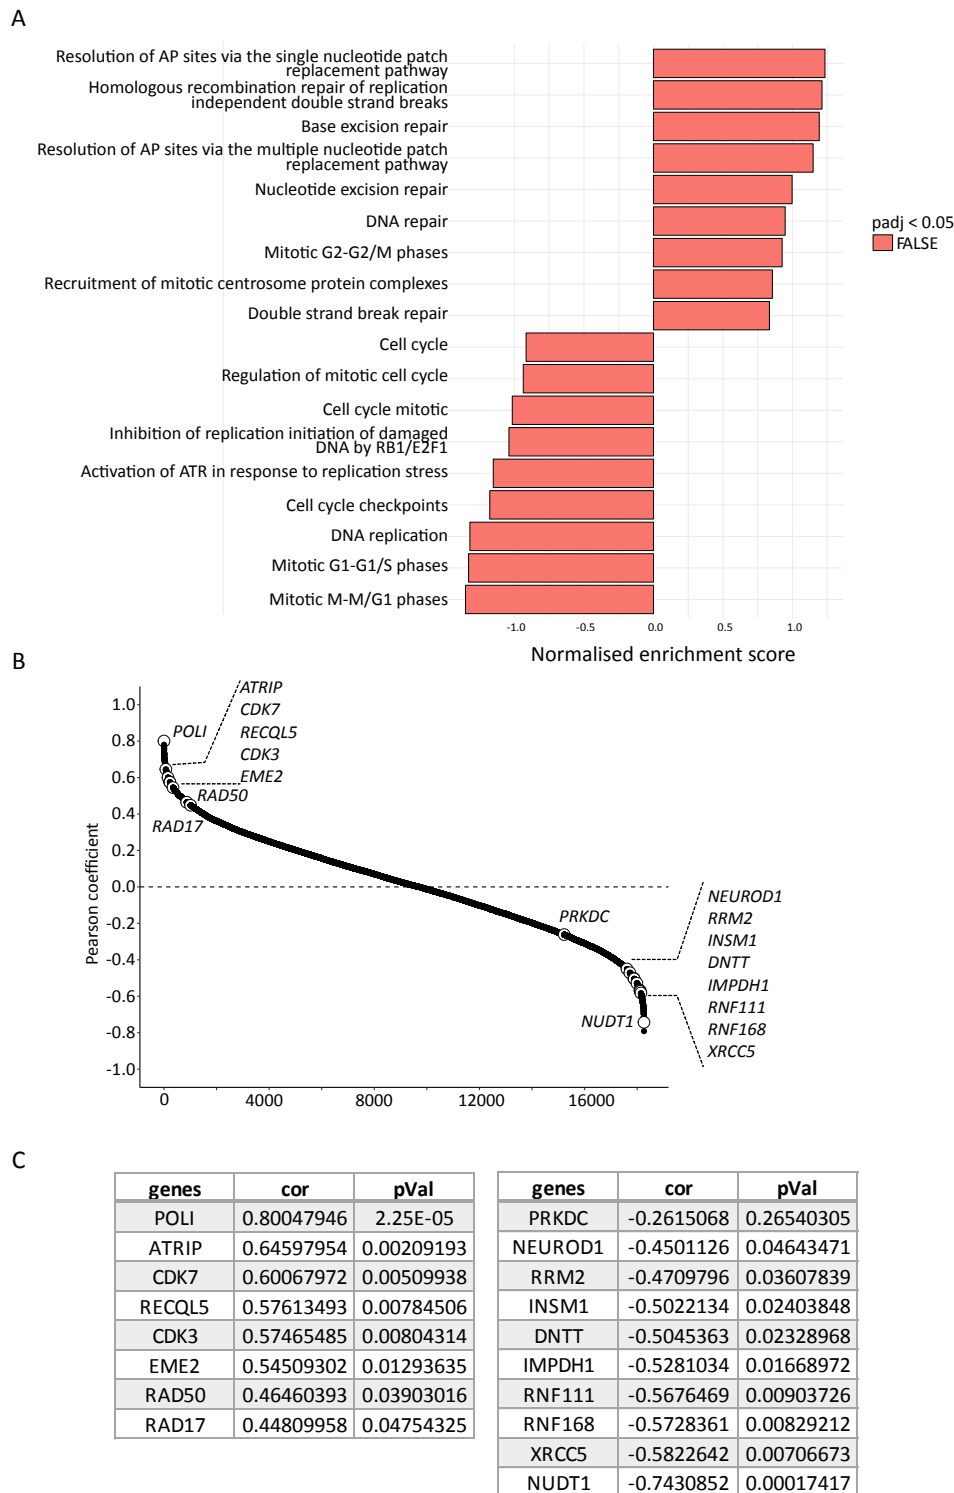 A
Resolution of AP sites via the single nucleotide patch
replacement pathway
Homologous recombination repair of replication
independent double strand breaks
Base excision repair
Resolution of AP sites via the multiple nucleotide patch
replacement pathway
Nucleotide excision repair
DNA repair
Mitotic G2-G2/M phases
Recruitment of mitotic centrosome protein complexes
Double strand break repair
Cell cycle
Regulation of mitotic cell cycle
Cell cycle mitotic
Inhibition of replication initiation of damaged
DNA by RB1/E2F1
Activation of ATR in response to replication stress
Cell cycle checkpoints
DNA replication
Mitotic G1-G1/S phases
Mitotic M-M/G1 phases
padj < 0.05
FALSE
-1.0 -0.5 0.0 0.5 1.0
Normalised enrichment score
B
Pearson coefficient
1.0
0.8
0.6
0.4
0.2
0.0
-0.2
-0.4
-0.6
-0.8
-1.0
POLI
ATRIP
CDK7
RECQL5
CDK3
EME2
RAD50
RAD17
PRKDC
NUDT1
NEUROD1
RRM2
INSM1
DNTT
IMPDH1
RNF111
RNF168
XRCC5
0 4000 8000 12000 16000
C
genes cor pVal
POLI 0.80047946 2.25E-05
ATRIP 0.64597954 0.00209193
CDK7 0.60067972 0.00509938
RECQL5 0.57613493 0.00784506
CDK3 0.57465485 0.00804314
EME2 0.54509302 0.01293635
RAD50 0.46460393 0.03903016
RAD17 0.44809958 0.04754325
genes cor pVal
PRKDC -0.2615068 0.26540305
NEUROD1 -0.4501126 0.04643471
RRM2 -0.4709796 0.03607839
INSM1 -0.5022134 0.02403848
DNTT -0.5045363 0.02328968
IMPDH1 -0.5281034 0.01668972
RNF111 -0.5676469 0.00903726
RNF168 -0.5728361 0.00829212
XRCC5 -0.5822642 0.00706673
NUDT1 -0.7430852 0.00017417